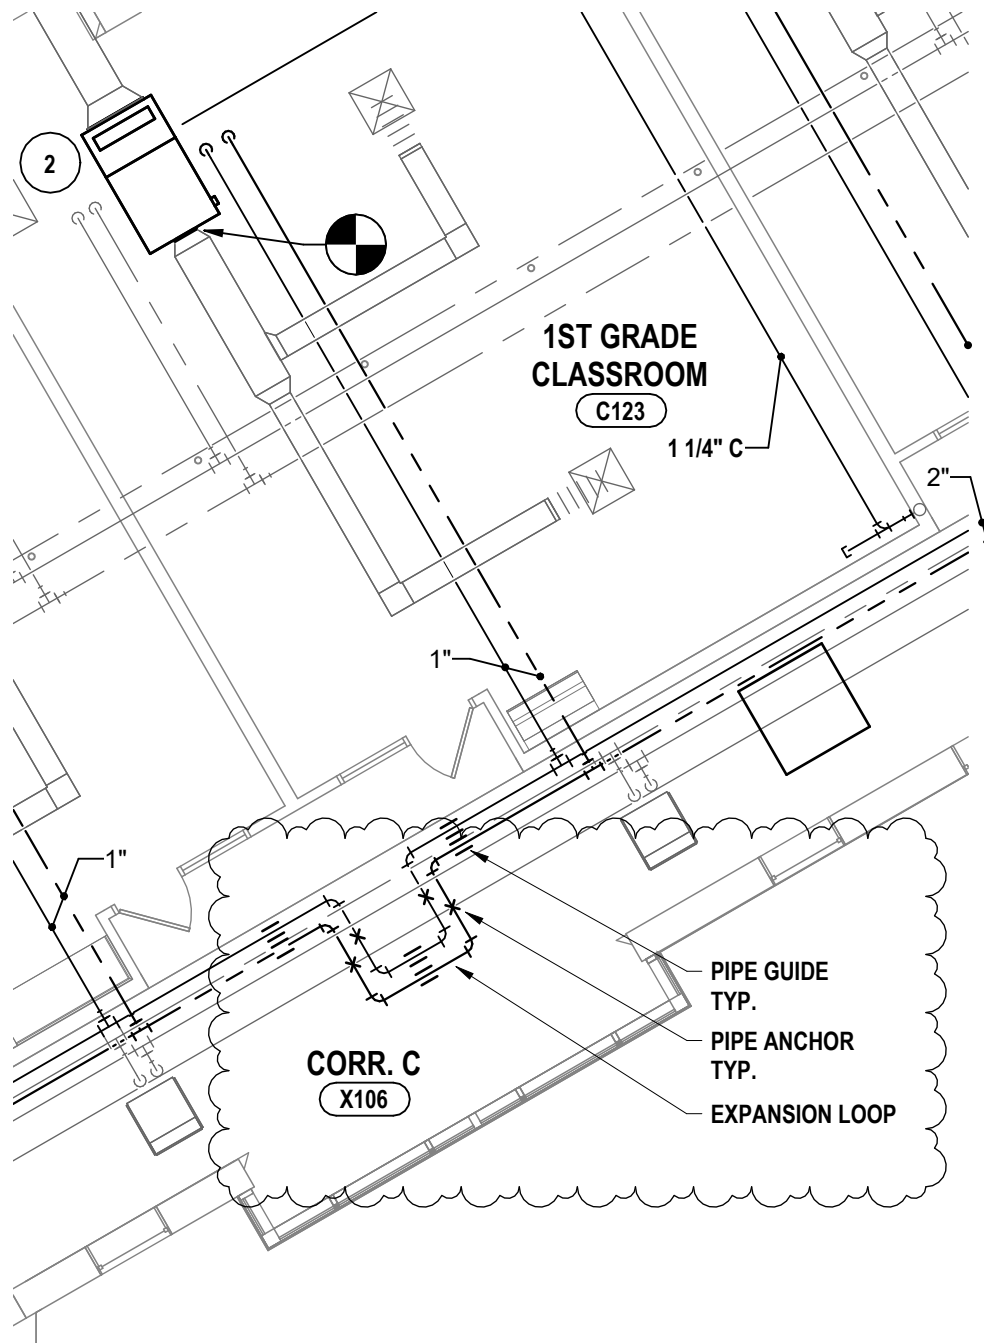 2
1ST GRADE
CLASSROOM
C123
1 1/4" C
2"
1"
1"
PIPE GUIDE
TYP.
PIPE ANCHOR
TYP.
CORR. C
X106
EXPANSION LOOP